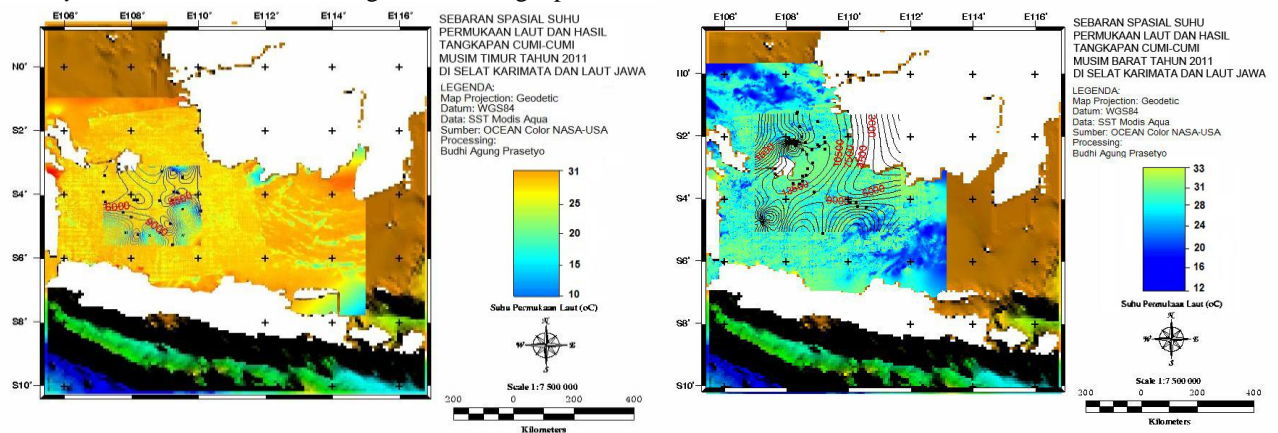 E106° E108° E110° E112° E114° E116°
SEBARAN SPASIAL SUHU
PERMUKAAN LAUT DAN HASIL
TANGKAPAN CUMI-CUMI
MUSIM TIMUR TAHUN 2011
DI SELAT KARIMATA DAN LAUT JAWA
LEGENDA:
Map Projection: Geodetic
Datum: WGS84
Data: SST Modis Aqua
Sumber: OCEAN Color NASA-USA
Processing:
Budhi Agung Prasetyo
N0°
S2°
S4°
S6°
S8°
S10°
9000
31
25
20
15
10
Suhu Permukaan Laut (oC)
N
W E
S
Scale 1:7 500 000
200 0 200 400
Kilometers
E106° E108° E110° E112° E114° E116°
SEBARAN SPASIAL SUHU
PERMUKAAN LAUT DAN HASIL
TANGKAPAN CUMI-CUMI
MUSIM BARAT TAHUN 2011
DI SELAT KARIMATA DAN LAUT JAWA
LEGENDA:
Map Projection: Geodetic
Datum: WGS84
Data: SST Modis Aqua
Sumber: OCEAN Color NASA-USA
Processing:
Budhi Agung Prasetyo
S2°
S4°
S6°
S8°
S10°
10500
9000
33
28
24
20
16
12
Suhu Permukaan Laut (oC)
N
W E
S
Scale 1:7 500 000
200 0 200 400
Kilometers